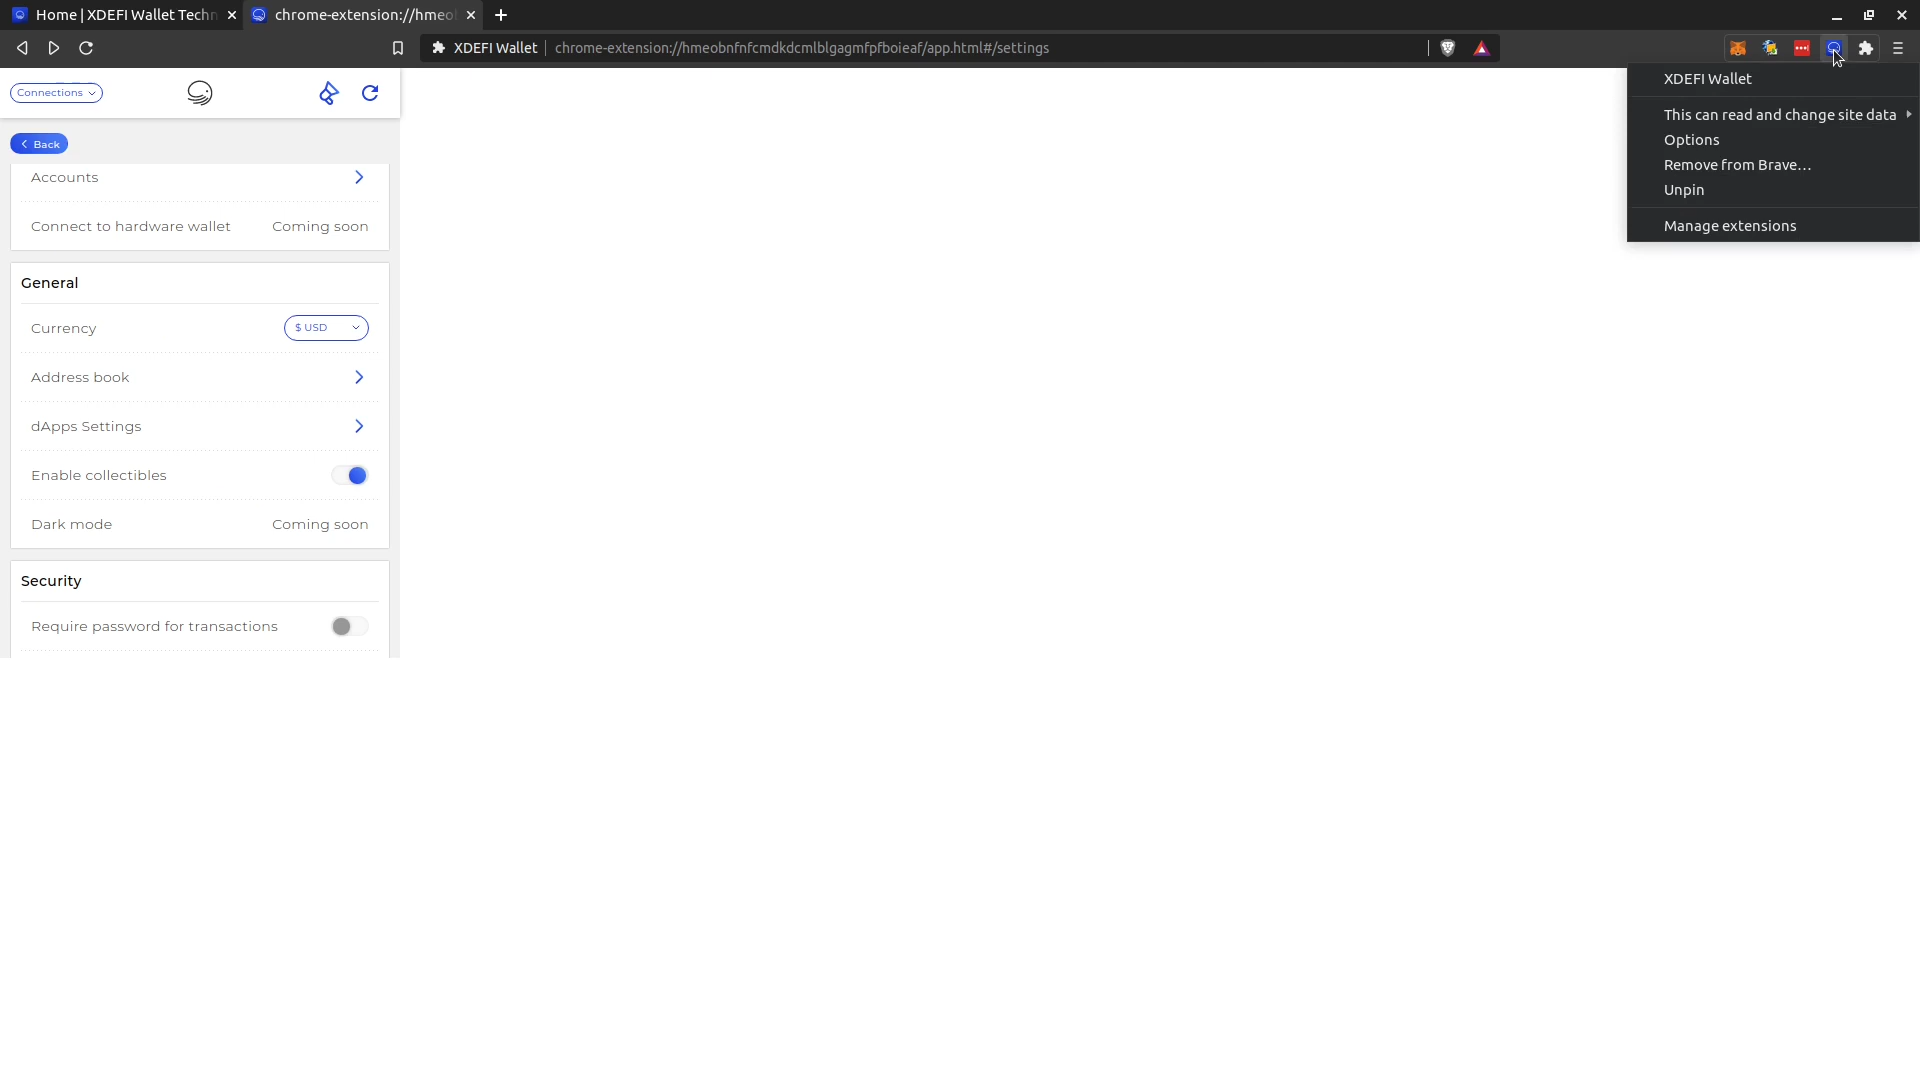 Home | XDEFI Wallet Techn
chrome-extension://hmeob
XDEFI Wallet
chrome-extension://hmeobnfnfcmdkdcmlblgagmfpfboieaf/app.html#/settings
XDEFI Wallet
This can read and change site data
Options
Remove from Brave...
Unpin
Manage extensions
Connections
Back
Accounts
Connect to hardware wallet Coming soon
General
Currency $ USD
Address book
dApps Settings
Enable collectibles
Dark mode Coming soon
Security
Require password for transactions